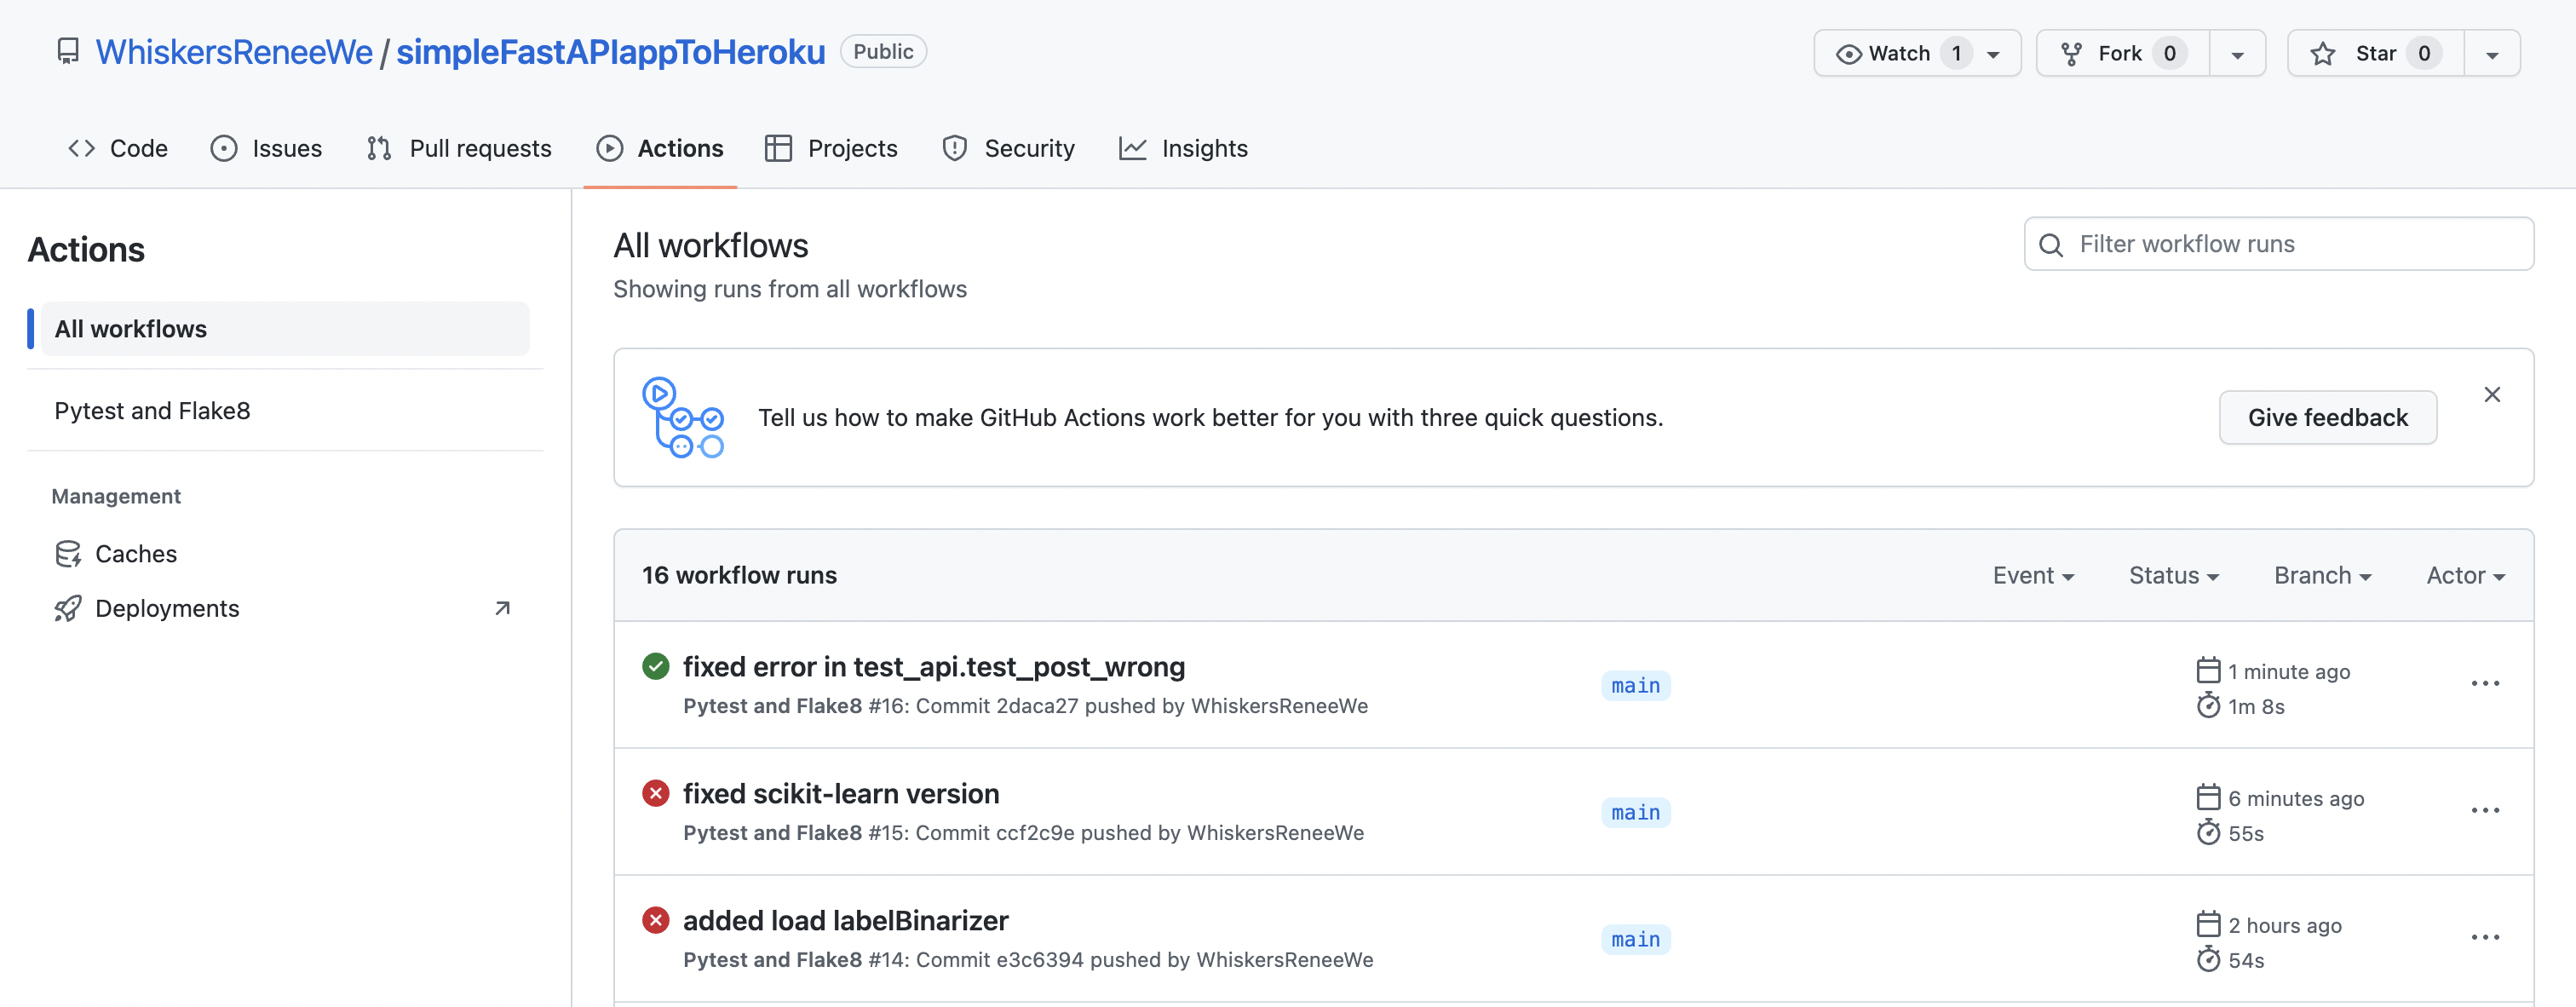 WhiskersReneeWe / simpleFastAPIappToHeroku Public
Watch 1 Fork 0 Star 0
Code Issues Pull requests Actions Projects Security Insights
Actions
All workflows
Pytest and Flake8
Management
Caches
Deployments
All workflows
Showing runs from all workflows
Filter workflow runs
Tell us how to make GitHub Actions work better for you with three quick questions.
Give feedback
16 workflow runs
Event Status Branch Actor
fixed error in test_api.test_post_wrong
Pytest and Flake8 #16: Commit 2daca27 pushed by WhiskersReneeWe
main
1 minute ago
1m 8s
fixed scikit-learn version
Pytest and Flake8 #15: Commit ccf2c9e pushed by WhiskersReneeWe
main
6 minutes ago
55s
added load labelBinarizer
Pytest and Flake8 #14: Commit e3c6394 pushed by WhiskersReneeWe
main
2 hours ago
54s